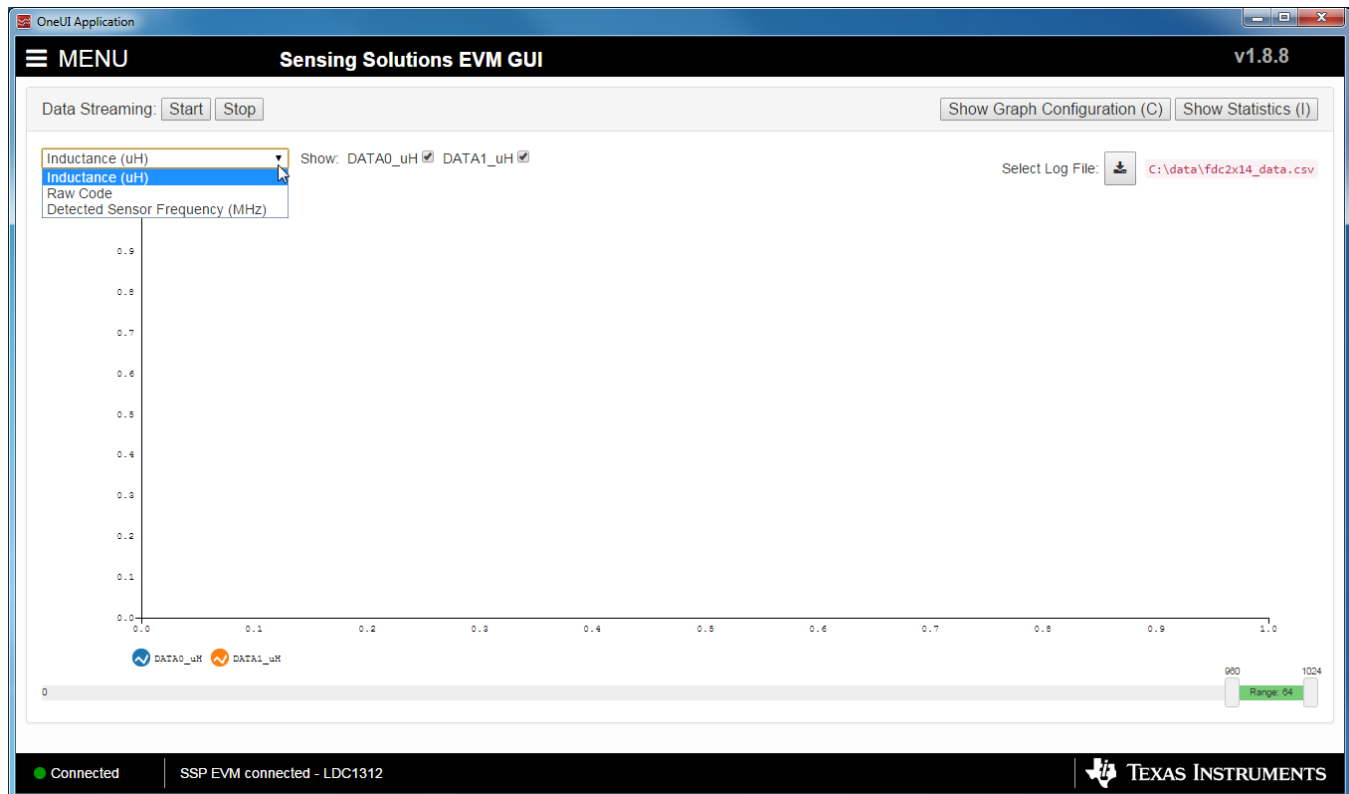 OneUI Application
MENU
Sensing Solutions EVM GUI
v1.8.8
Data Streaming: Start Stop
Show Graph Configuration (C) Show Statistics (I)
Inductance (uH)
Show: DATA0_uH DATA1_uH
Select Log File: C:\data\fdc2x14_data.csv
Inductance (uH)
Raw Code
Detected Sensor Frequency (MHz)
0.9
0.8
0.7
0.6
0.5
0.4
0.3
0.2
0.1
0.0
0.0 0.1 0.2 0.3 0.4 0.5 0.6 0.7 0.8 0.9 1.0
DATA0_uH DATA1_uH
960 1024
0 Range: 64
Connected SSP EVM connected - LDC1312
TEXAS INSTRUMENTS